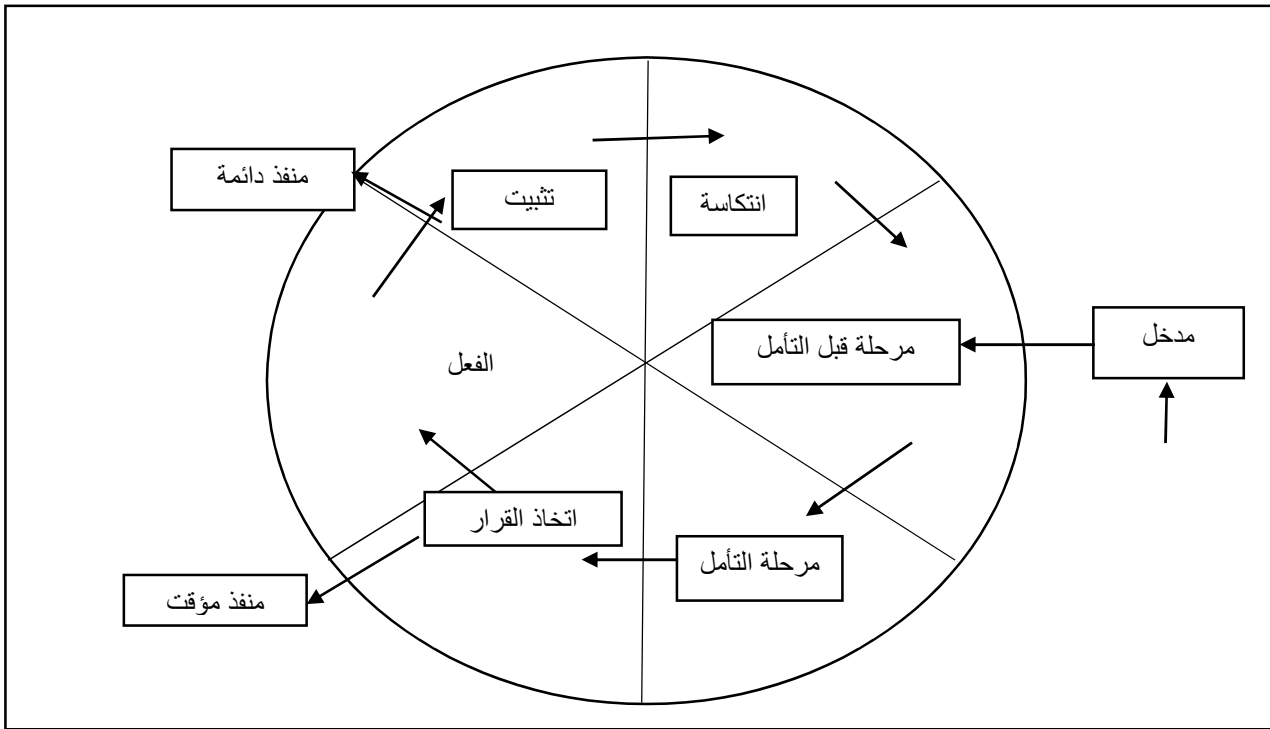 منفذ دائمة
تثبيت
انتكاسة
مدخل
مرحلة قبل التأمل
الفعل
اتخاذ القرار
مرحلة التأمل
منفذ مؤقت